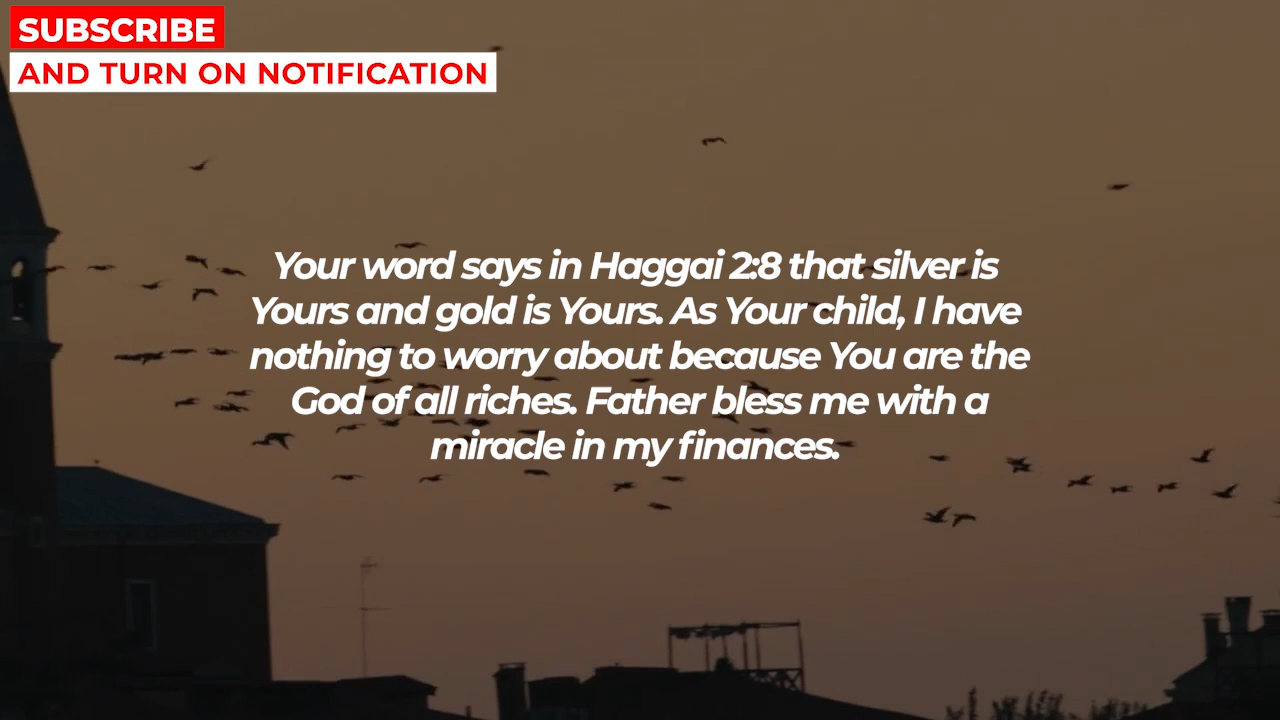 SUBSCRIBE
AND TURN ON NOTIFICATION
Your word says in Haggai 2:8 that silver is
Yours and gold is Yours. As Your child, I have
nothing to worry about because You are the
God of all riches. Father bless me with a
miracle in my finances.